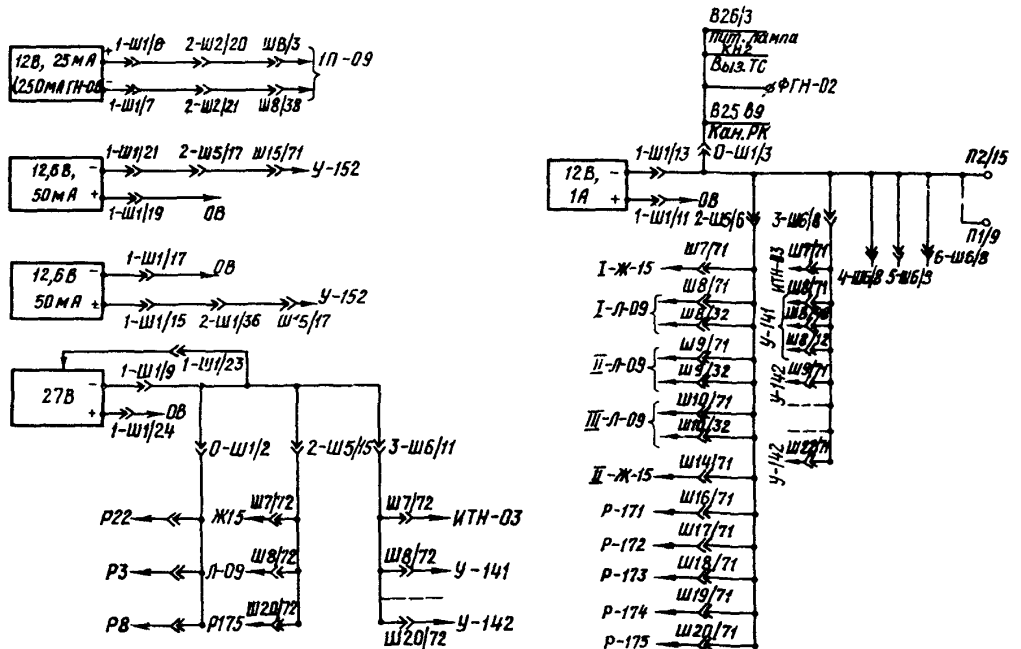 12В, 25мА
(250мА ГН-ОВ)
+
-
1-Ш1/8
2-Ш2/20
Ш8/3
1П-09
1-Ш1/7
2-Ш2/21
Ш8/38
12,6В,
50мА
-
+
1-Ш1/21
2-Ш5/17
Ш15/71
У-152
1-Ш1/19
0В
12,6В
50мА
-
±
1-Ш1/17
0В
1-Ш1/15
2-Ш1/36
Ш15/17
У-152
27В
-
+
1-Ш1/9
1-Ш1/23
0В
1-Ш1/24
0-Ш1/2
2-Ш5/15
3-Ш6/11
Р22
Р3
Р8
Ж15
Ш7/72
Л-09
Ш8/72
Р175
Ш20/72
Ш7/72
ИТН-03
Ш8/72
У-141
Ш20/72
У-142
В26/3
Пут. лампа
КН2
Выз.ТС
ФГН-02
В25 В9
Кан.РК
0-Ш1/3
12В,
1А
-
+
1-Ш1/13
1-Ш1/11
0В
2-Ш5/6
3-Ш6/8
4-Ш6/8
5-Ш6/3
6-Ш6/8
П2/15
П1/9
I-Ж-15
Ш7/71
I-Л-09
Ш8/71
Ш8/32
II-Л-09
Ш9/71
Ш9/32
III-Л-09
Ш10/71
Ш10/32
II-Ж-15
Ш14/71
Р-171
Ш16/71
Р-172
Ш17/71
Р-173
Ш18/71
Р-174
Ш19/71
Р-175
Ш20/71
ИТН-03
Ш7/71
У-141
Ш8/71
Ш8/12
У-142
Ш9/71
У-142